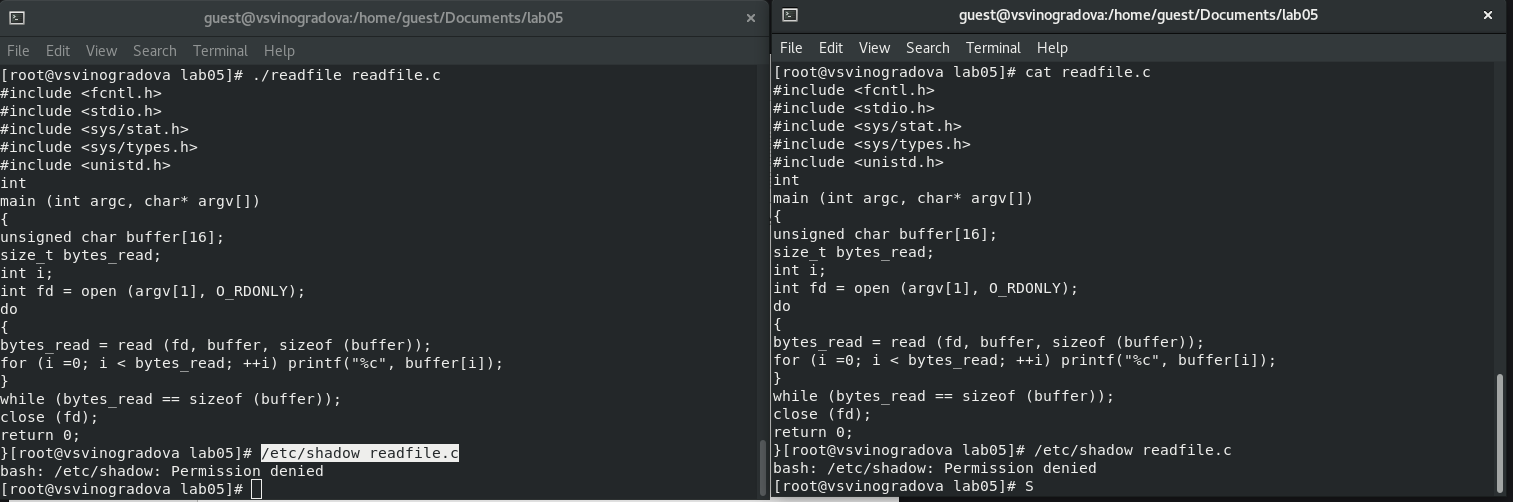 guest@vsvinogradova:/home/guest/Documents/lab05
File Edit View Search Terminal Help
[root@vsvinogradova lab05]# ./readfile readfile.c
#include <fcntl.h>
#include <stdio.h>
#include <sys/stat.h>
#include <sys/types.h>
#include <unistd.h>
int
main (int argc, char* argv[])
{
unsigned char buffer[16];
size_t bytes_read;
int i;
int fd = open (argv[1], O_RDONLY);
do
{
bytes_read = read (fd, buffer, sizeof (buffer));
for (i =0; i < bytes_read; ++i) printf("%c", buffer[i]);
}
while (bytes_read == sizeof (buffer));
close (fd);
return 0;
}[root@vsvinogradova lab05]# /etc/shadow readfile.c
bash: /etc/shadow: Permission denied
[root@vsvinogradova lab05]#
guest@vsvinogradova:/home/guest/Documents/lab05
File Edit View Search Terminal Help
[root@vsvinogradova lab05]# cat readfile.c
#include <fcntl.h>
#include <stdio.h>
#include <sys/stat.h>
#include <sys/types.h>
#include <unistd.h>
int
main (int argc, char* argv[])
{
unsigned char buffer[16];
size_t bytes_read;
int i;
int fd = open (argv[1], O_RDONLY);
do
{
bytes_read = read (fd, buffer, sizeof (buffer));
for (i =0; i < bytes_read; ++i) printf("%c", buffer[i]);
}
while (bytes_read == sizeof (buffer));
close (fd);
return 0;
}[root@vsvinogradova lab05]# /etc/shadow readfile.c
bash: /etc/shadow: Permission denied
[root@vsvinogradova lab05]# S